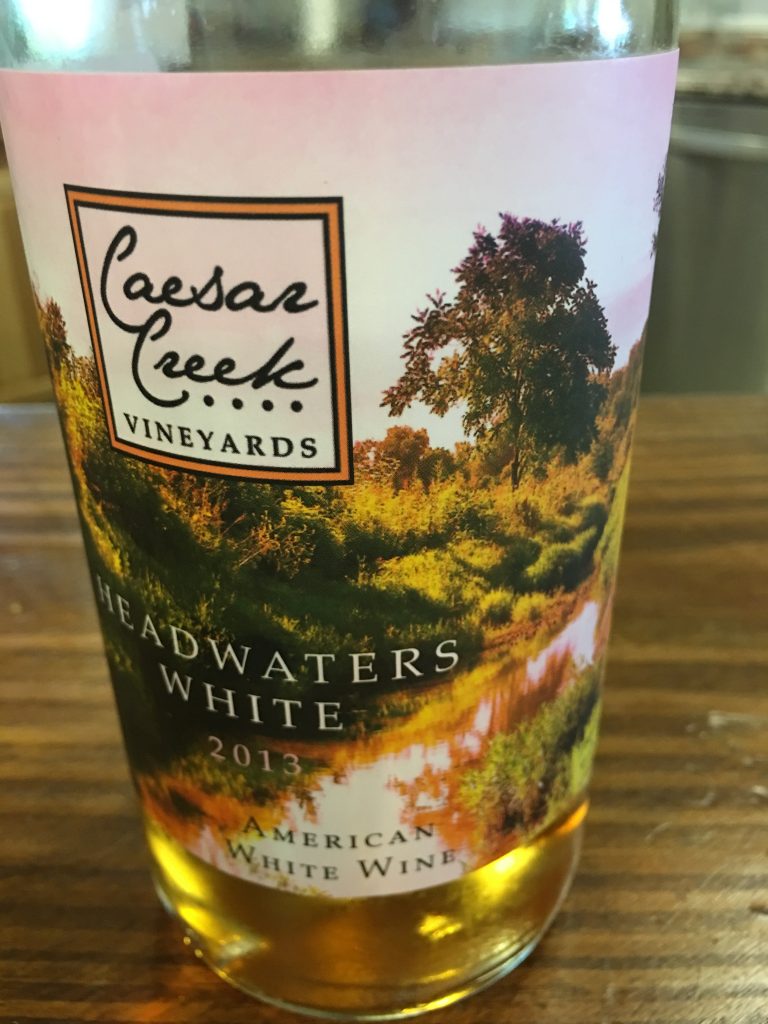 Caesar
Creek
VINEYARDS
HEADWATERS
WHITE
2013
AMERICAN
WHITE WINE